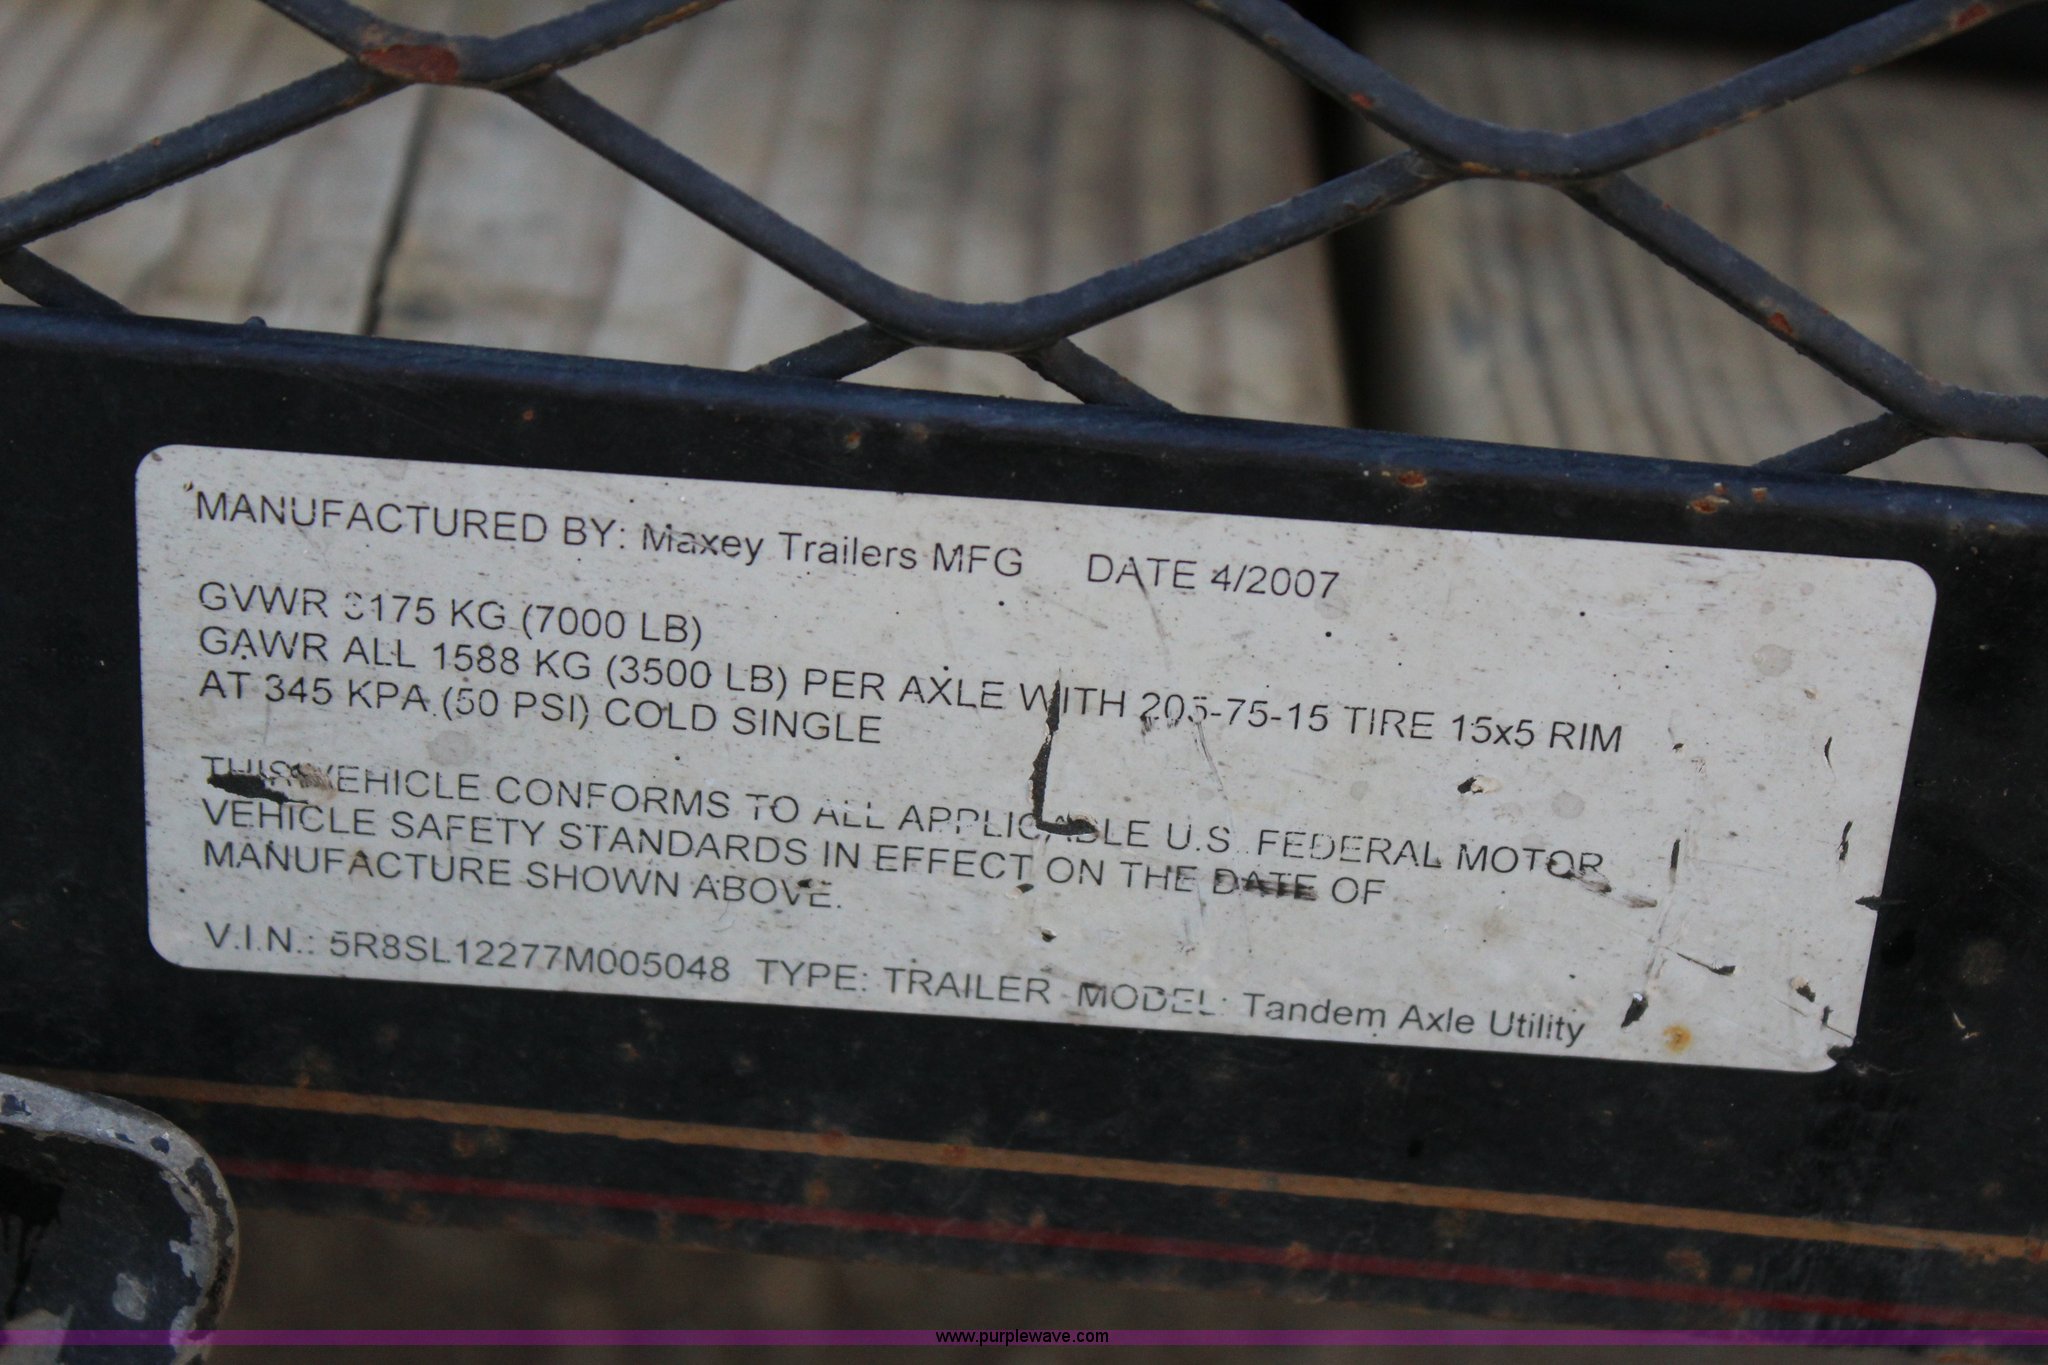 MANUFACTURED BY: Maxey Trailers MFG DATE 4/2007
GVWR 3175 KG (7000 LB)
GAWR ALL 1588 KG (3500 LB) PER AXLE WITH 205-75-15 TIRE 15x5 RIM
AT 345 KPA (50 PSI) COLD SINGLE
THIS VEHICLE CONFORMS TO ALL APPLICABLE U.S. FEDERAL MOTOR
VEHICLE SAFETY STANDARDS IN EFFECT ON THE DATE OF
MANUFACTURE SHOWN ABOVE.
V.I.N.: 5R8SL12277M005048 TYPE: TRAILER MODEL: Tandem Axle Utility
www.purplewave.com